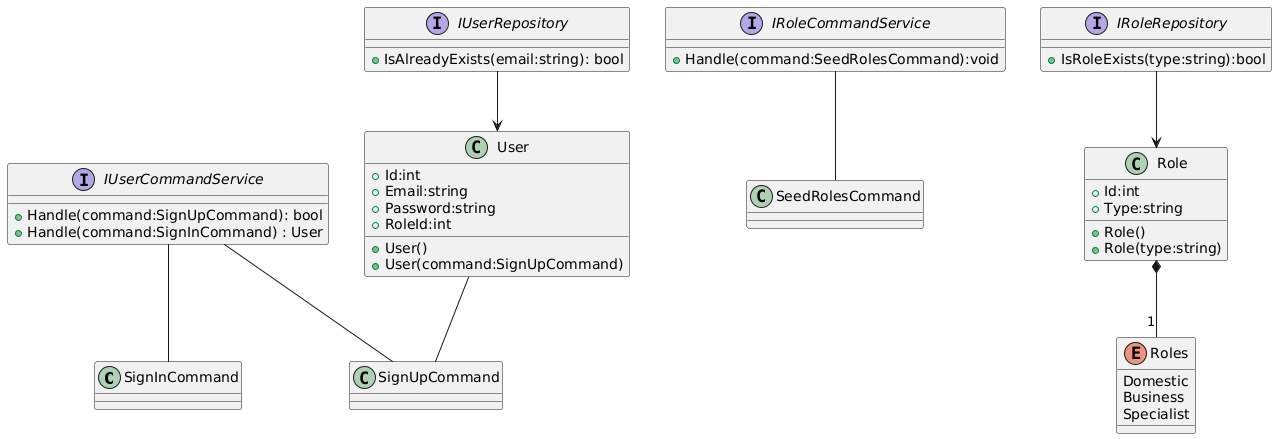 I IUserRepository
IsAlreadyExists(email:string): bool
I IRoleCommandService
Handle(command:SeedRolesCommand):void
I IRoleRepository
IsRoleExists(type:string):bool
I IUserCommandService
Handle(command:SignUpCommand): bool
Handle(command:SignInCommand) : User
C User
Id:int
Email:string
Password:string
RoleId:int
User()
User(command:SignUpCommand)
C SeedRolesCommand
C Role
Id:int
Type:string
Role()
Role(type:string)
1
C SignInCommand
C SignUpCommand
E Roles
Domestic
Business
Specialist